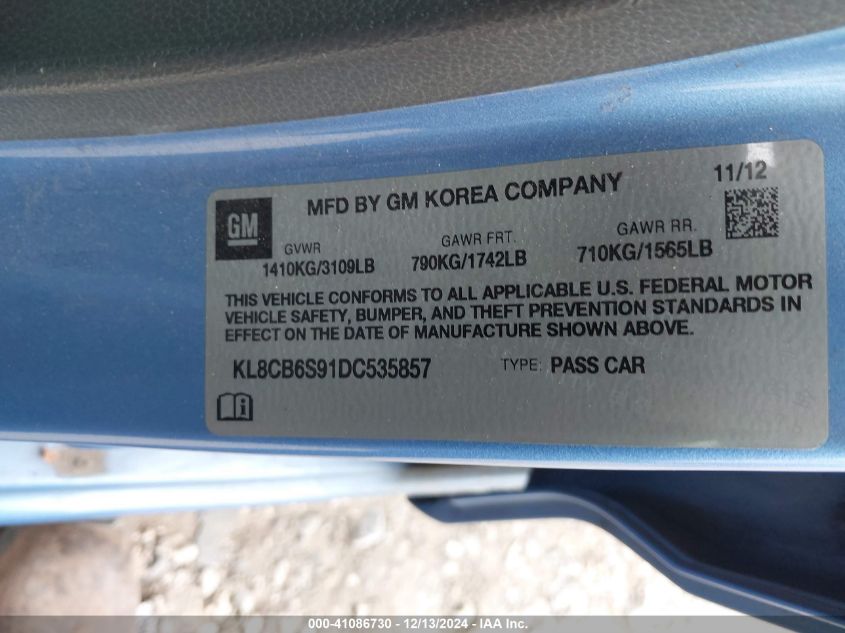 GM
MFD BY GM KOREA COMPANY
11/12
GVWR
1410KG/3109LB
GAWR FRT.
790KG/1742LB
GAWR RR.
710KG/1565LB
THIS VEHICLE CONFORMS TO ALL APPLICABLE U.S. FEDERAL MOTOR
VEHICLE SAFETY, BUMPER, AND THEFT PREVENTION STANDARDS IN
EFFECT ON THE DATE OF MANUFACTURE SHOWN ABOVE.
KL8CB6S91DC535857 TYPE: PASS CAR
000-41086730 - 12/13/2024 - IAA Inc.